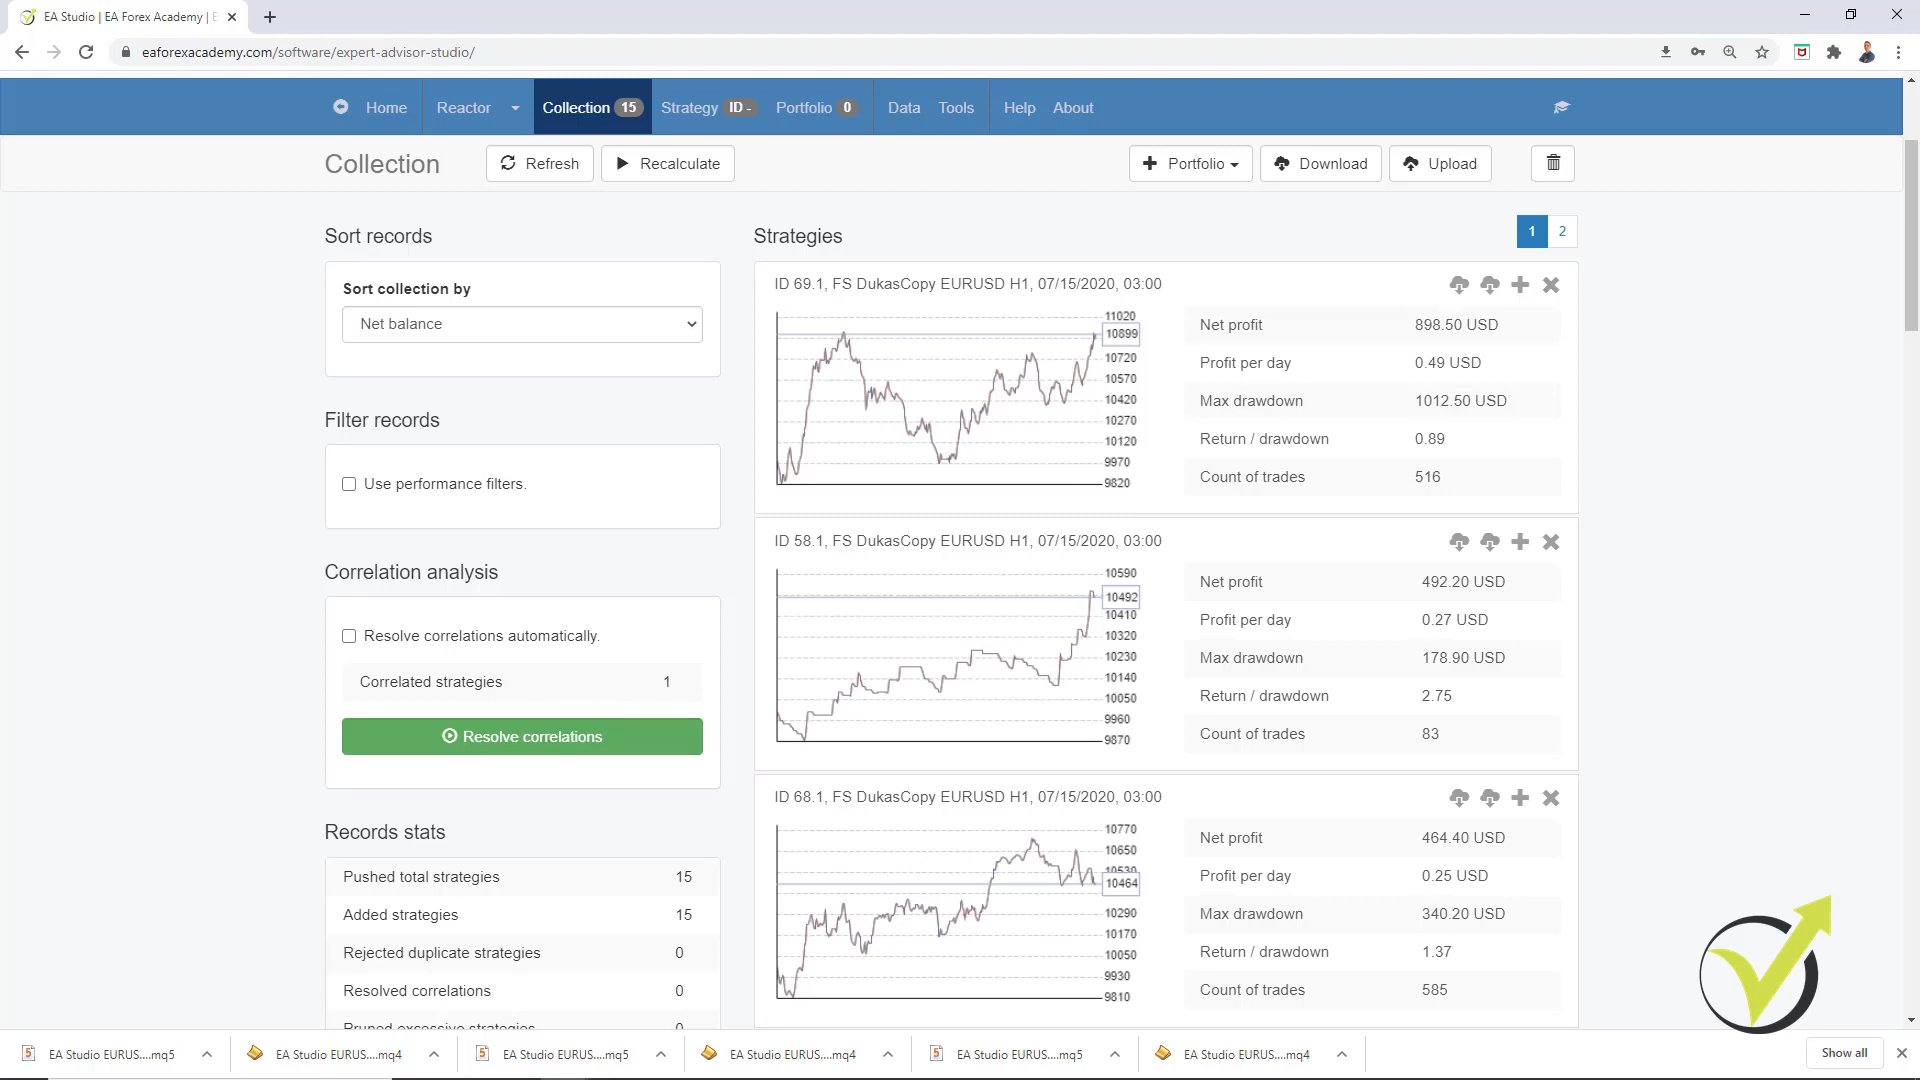 EA Studio | EA Forex Academy | E
eaforexacademy.com/software/expert-advisor-studio/
Home Reactor Collection 15 Strategy ID - Portfolio 0 Data Tools Help About
Collection Refresh Recalculate Portfolio Download Upload
Sort records
Sort collection by
Net balance
Filter records
Use performance filters.
Correlation analysis
Resolve correlations automatically.
Correlated strategies 1
Resolve correlations
Records stats
Pushed total strategies 15
Added strategies 15
Rejected duplicate strategies 0
Resolved correlations 0
Pruned excessive strategies 0
Strategies 1 2
ID 69.1, FS DukasCopy EURUSD H1, 07/15/2020, 03:00
11020
10899
10720
10570
10420
10270
10120
9970
9820
Net profit 898.50 USD
Profit per day 0.49 USD
Max drawdown 1012.50 USD
Return / drawdown 0.89
Count of trades 516
ID 58.1, FS DukasCopy EURUSD H1, 07/15/2020, 03:00
10590
10492
10410
10320
10230
10140
10050
9960
9870
Net profit 492.20 USD
Profit per day 0.27 USD
Max drawdown 178.90 USD
Return / drawdown 2.75
Count of trades 83
ID 68.1, FS DukasCopy EURUSD H1, 07/15/2020, 03:00
10770
10650
10530
10464
10290
10170
10050
9930
9810
Net profit 464.40 USD
Profit per day 0.25 USD
Max drawdown 340.20 USD
Return / drawdown 1.37
Count of trades 585
EA Studio EURUS....mq5 EA Studio EURUS....mq4 EA Studio EURUS....mq5 EA Studio EURUS....mq4 EA Studio EURUS....mq5 EA Studio EURUS....mq4 Show all